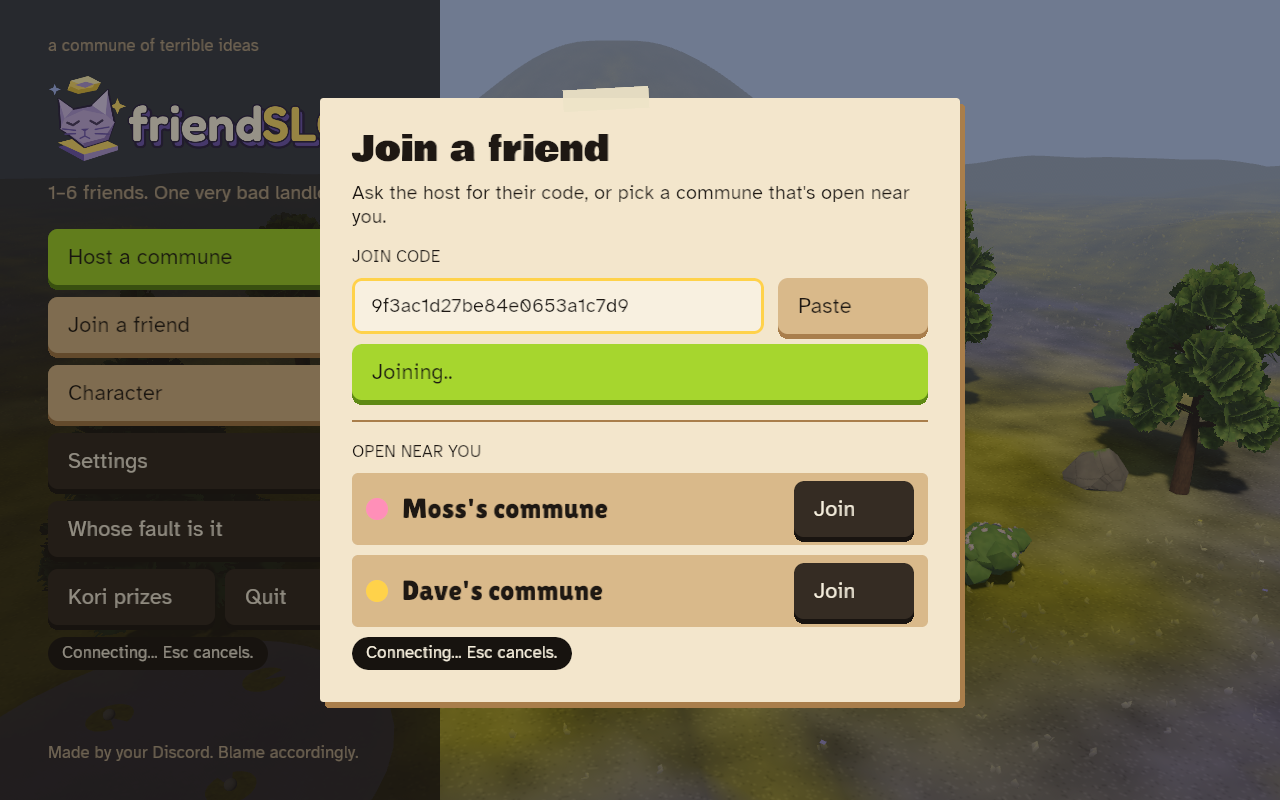 a commune of terrible ideas
friendSL
1–6 friends. One very bad
Host a commune
Join a friend
Character
Settings
Whose fault is it
Kori prizes
Quit
Connecting... Esc cancels.
Made by your Discord. Blame accordingly.
Join a friend
Ask the host for their code, or pick a commune that's open near
you.
JOIN CODE
9f3ac1d27be84e0653a1c7d9
Paste
Joining..
OPEN NEAR YOU
Moss's commune
Join
Dave's commune
Join
Connecting... Esc cancels.